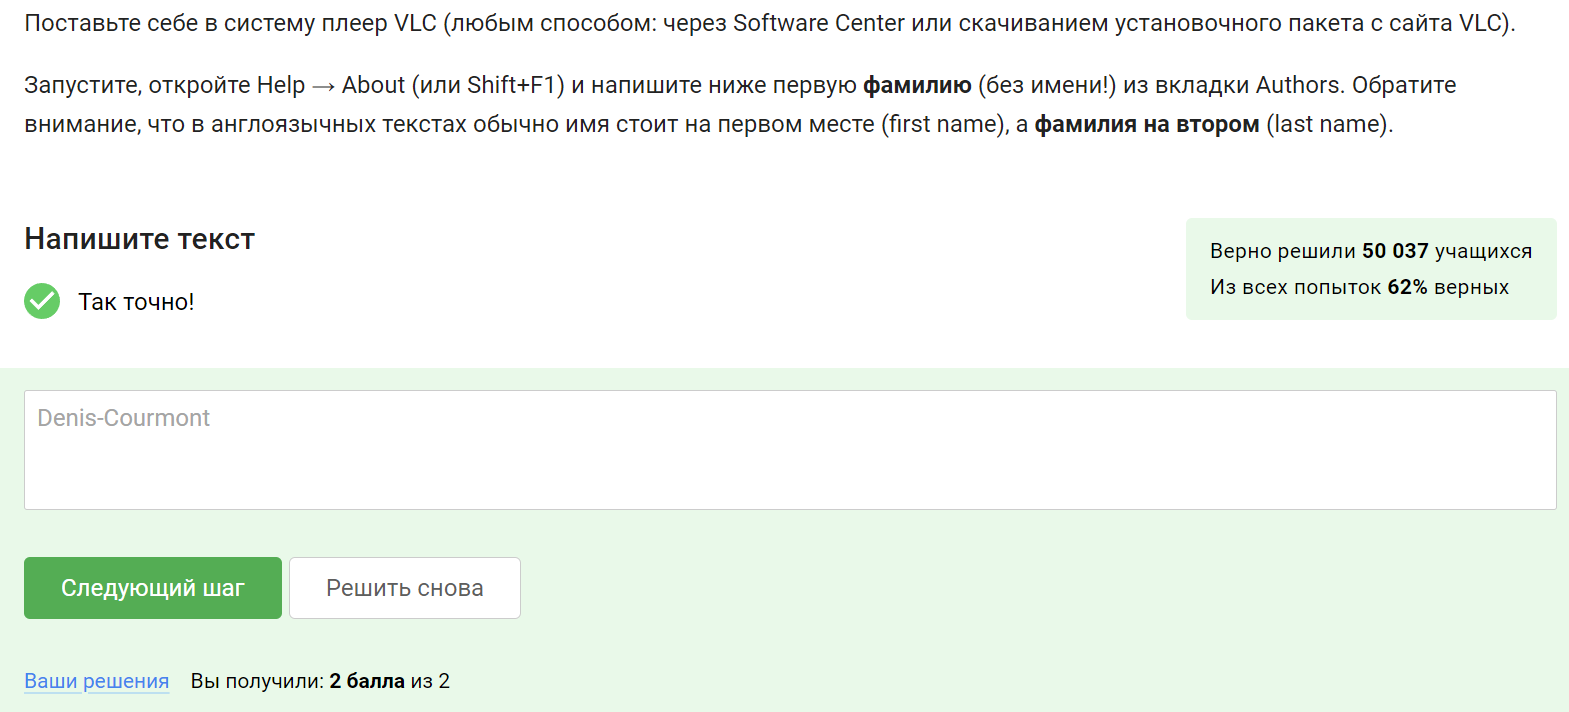 Поставьте себе в систему плеер VLC (любым способом: через Software Center или скачиванием установочного пакета с сайта VLC).
Запустите, откройте Help → About (или Shift+F1) и напишите ниже первую фамилию (без имени!) из вкладки Authors. Обратите
внимание, что в англоязычных текстах обычно имя стоит на первом месте (first name), а фамилия на втором (last name).
Напишите текст
Так точно!
Верно решили 50 037 учащихся
Из всех попыток 62% верных
Denis-Courmont
Следующий шаг
Решить снова
Ваши решения Вы получили: 2 балла из 2